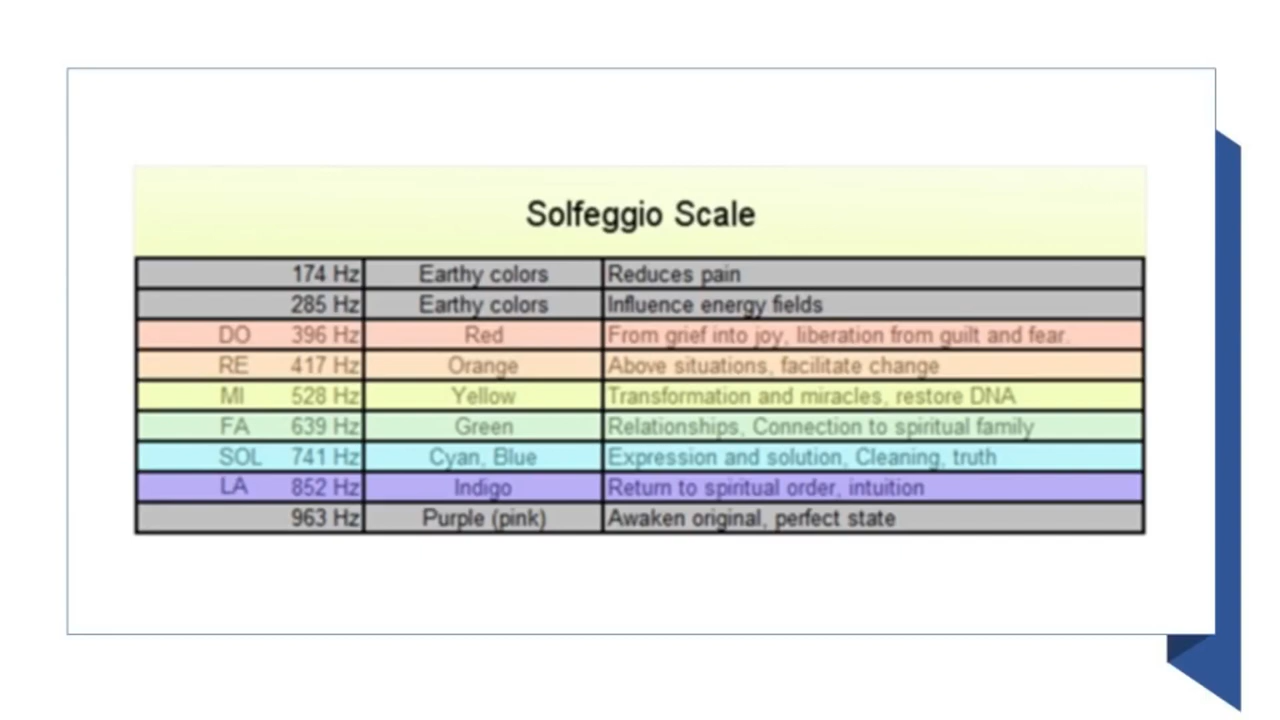 Solfeggio Scale
174 Hz Earthy colors Reduces pain
285 Hz Earthy colors Influence energy fields
DO 396 Hz Red From grief into joy, liberation from guilt and fear.
RE 417 Hz Orange Above situations, facilitate change
MI 528 Hz Yellow Transformation and miracles, restore DNA
FA 639 Hz Green Relationships, Connection to spiritual family
SOL 741 Hz Cyan, Blue Expression and solution, Cleaning, truth
LA 852 Hz Indigo Return to spiritual order, intuition
963 Hz Purple (pink) Awaken original, perfect state